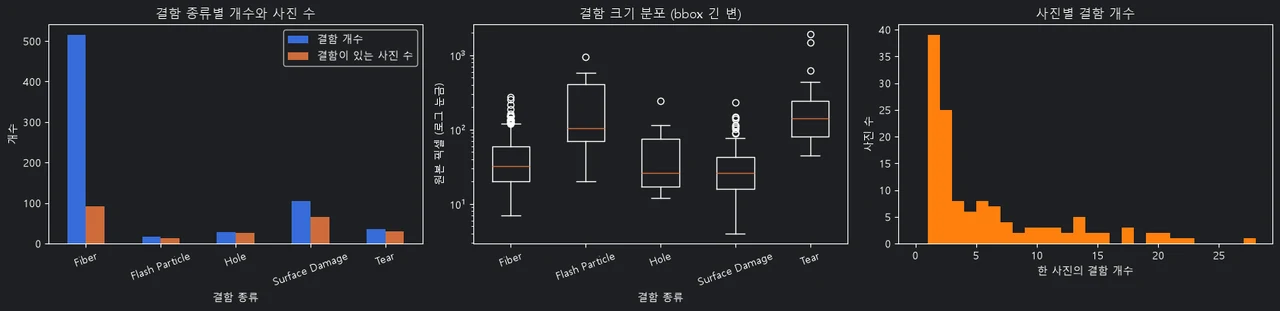 결함 종류별 개수와 사진 수
개수
500
400
300
200
100
0
결함 개수
결함이 있는 사진 수
Fiber
Flash Particle
Hole
Surface Damage
Tear
결함 종류
결함 크기 분포 (bbox 긴 변)
원본 픽셀 (로그 눈금)
10³
10²
10¹
Fiber
Flash Particle
Hole
Surface Damage
Tear
결함 종류
사진별 결함 개수
사진 수
40
35
30
25
20
15
10
5
0
0 5 10 15 20 25
한 사진의 결함 개수